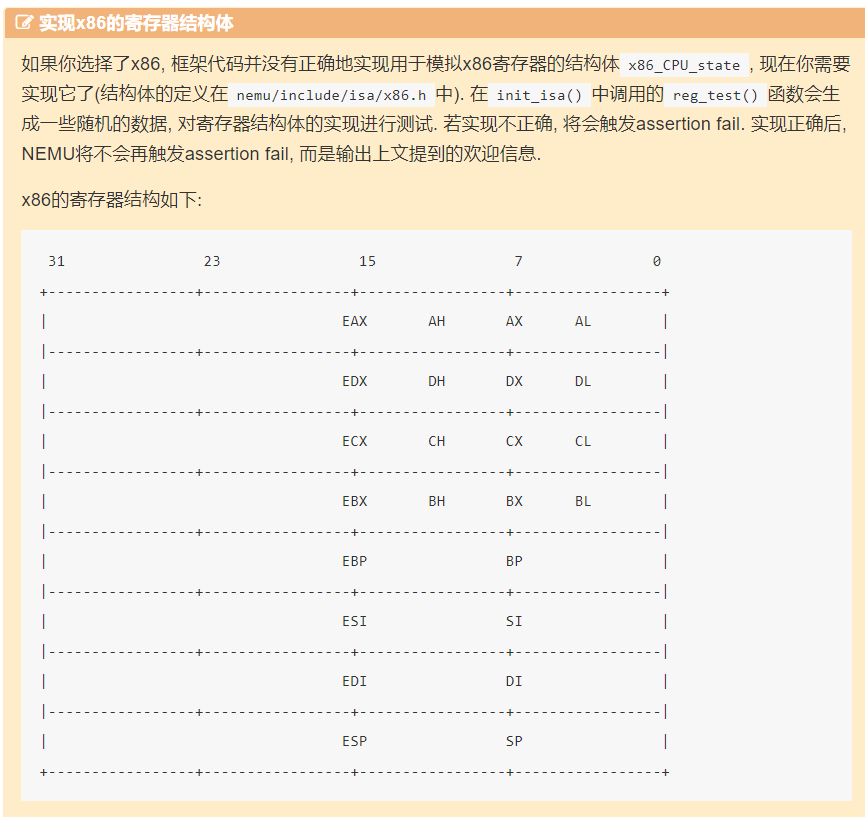 实现x86的寄存器结构体
如果你选择了x86, 框架代码并没有正确地实现用于模拟x86寄存器的结构体 x86_CPU_state , 现在你需要
实现它了(结构体的定义在 nemu/include/isa/x86.h 中). 在 init_isa() 中调用的 reg_test() 函数会生
成一些随机的数据, 对寄存器结构体的实现进行测试. 若实现不正确, 将会触发assertion fail. 实现正确后,
NEMU将不会再触发assertion fail, 而是输出上文提到的欢迎信息.
x86的寄存器结构如下:
31 23 15 7 0
+-----------------+-----------------+-----------------+-----------------+
| EAX AH AX AL |
|-----------------+-----------------+-----------------+-----------------|
| EDX DH DX DL |
|-----------------+-----------------+-----------------+-----------------|
| ECX CH CX CL |
|-----------------+-----------------+-----------------+-----------------|
| EBX BH BX BL |
|-----------------+-----------------+-----------------+-----------------|
| EBP BP |
|-----------------+-----------------+-----------------+-----------------|
| ESI SI |
|-----------------+-----------------+-----------------+-----------------|
| EDI DI |
|-----------------+-----------------+-----------------+-----------------|
| ESP SP |
+-----------------+-----------------+-----------------+-----------------+